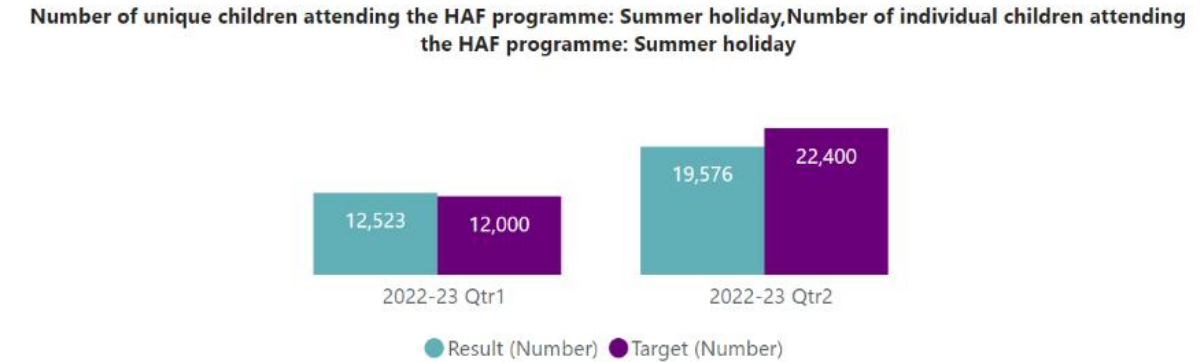 Number of unique children attending the HAF programme: Summer holiday,Number of individual children attending
the HAF programme: Summer holiday
12,523
12,000
19,576
22,400
2022-23 Qtr1
2022-23 Qtr2
Result (Number) Target (Number)